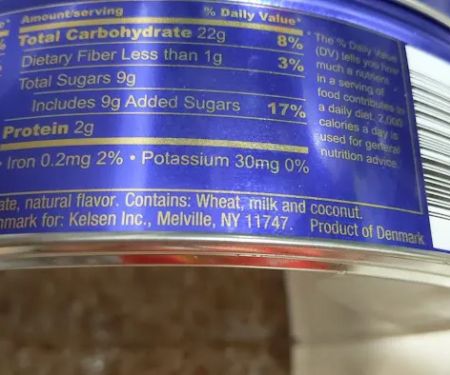 Amount/serving % Daily Value*
Total Carbohydrate 22g 8%
Dietary Fiber Less than 1g 3%
Total Sugars 9g
Includes 9g Added Sugars 17%
Protein 2g
• Iron 0.2mg 2% • Potassium 30mg 0%
* The % Daily Value
(DV) tells you how
much a nutrient
in a serving of
food contributes to
a daily diet. 2,000
calories a day is
used for general
nutrition advice.
ate, natural flavor. Contains: Wheat, milk and coconut.
nmark for: Kelsen Inc., Melville, NY 11747. Product of Denmark